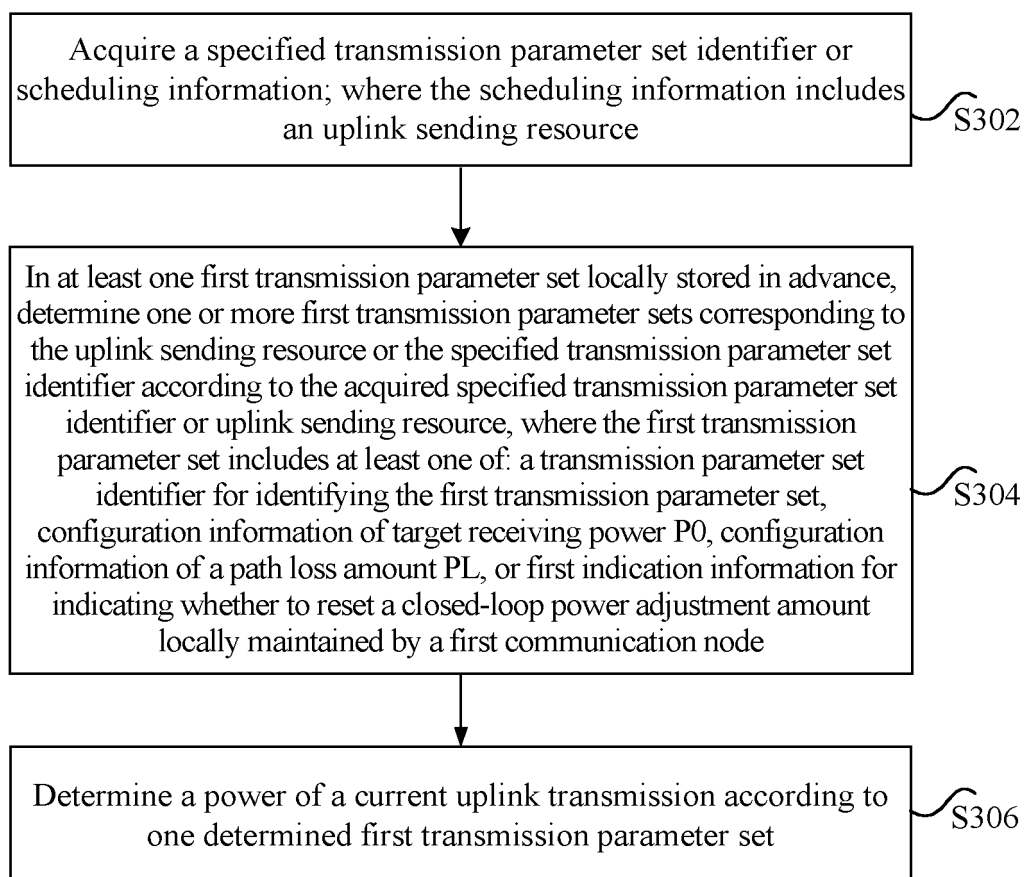 Acquire a specified transmission parameter set identifier or
scheduling information; where the scheduling information includes
an uplink sending resource
S302
In at least one first transmission parameter set locally stored in advance,
determine one or more first transmission parameter sets corresponding to
the uplink sending resource or the specified transmission parameter set
identifier according to the acquired specified transmission parameter set
identifier or uplink sending resource, where the first transmission
parameter set includes at least one of: a transmission parameter set
identifier for identifying the first transmission parameter set,
configuration information of target receiving power P0, configuration
information of a path loss amount PL, or first indication information for
indicating whether to reset a closed-loop power adjustment amount
locally maintained by a first communication node
S304
Determine a power of a current uplink transmission according to
one determined first transmission parameter set
S306